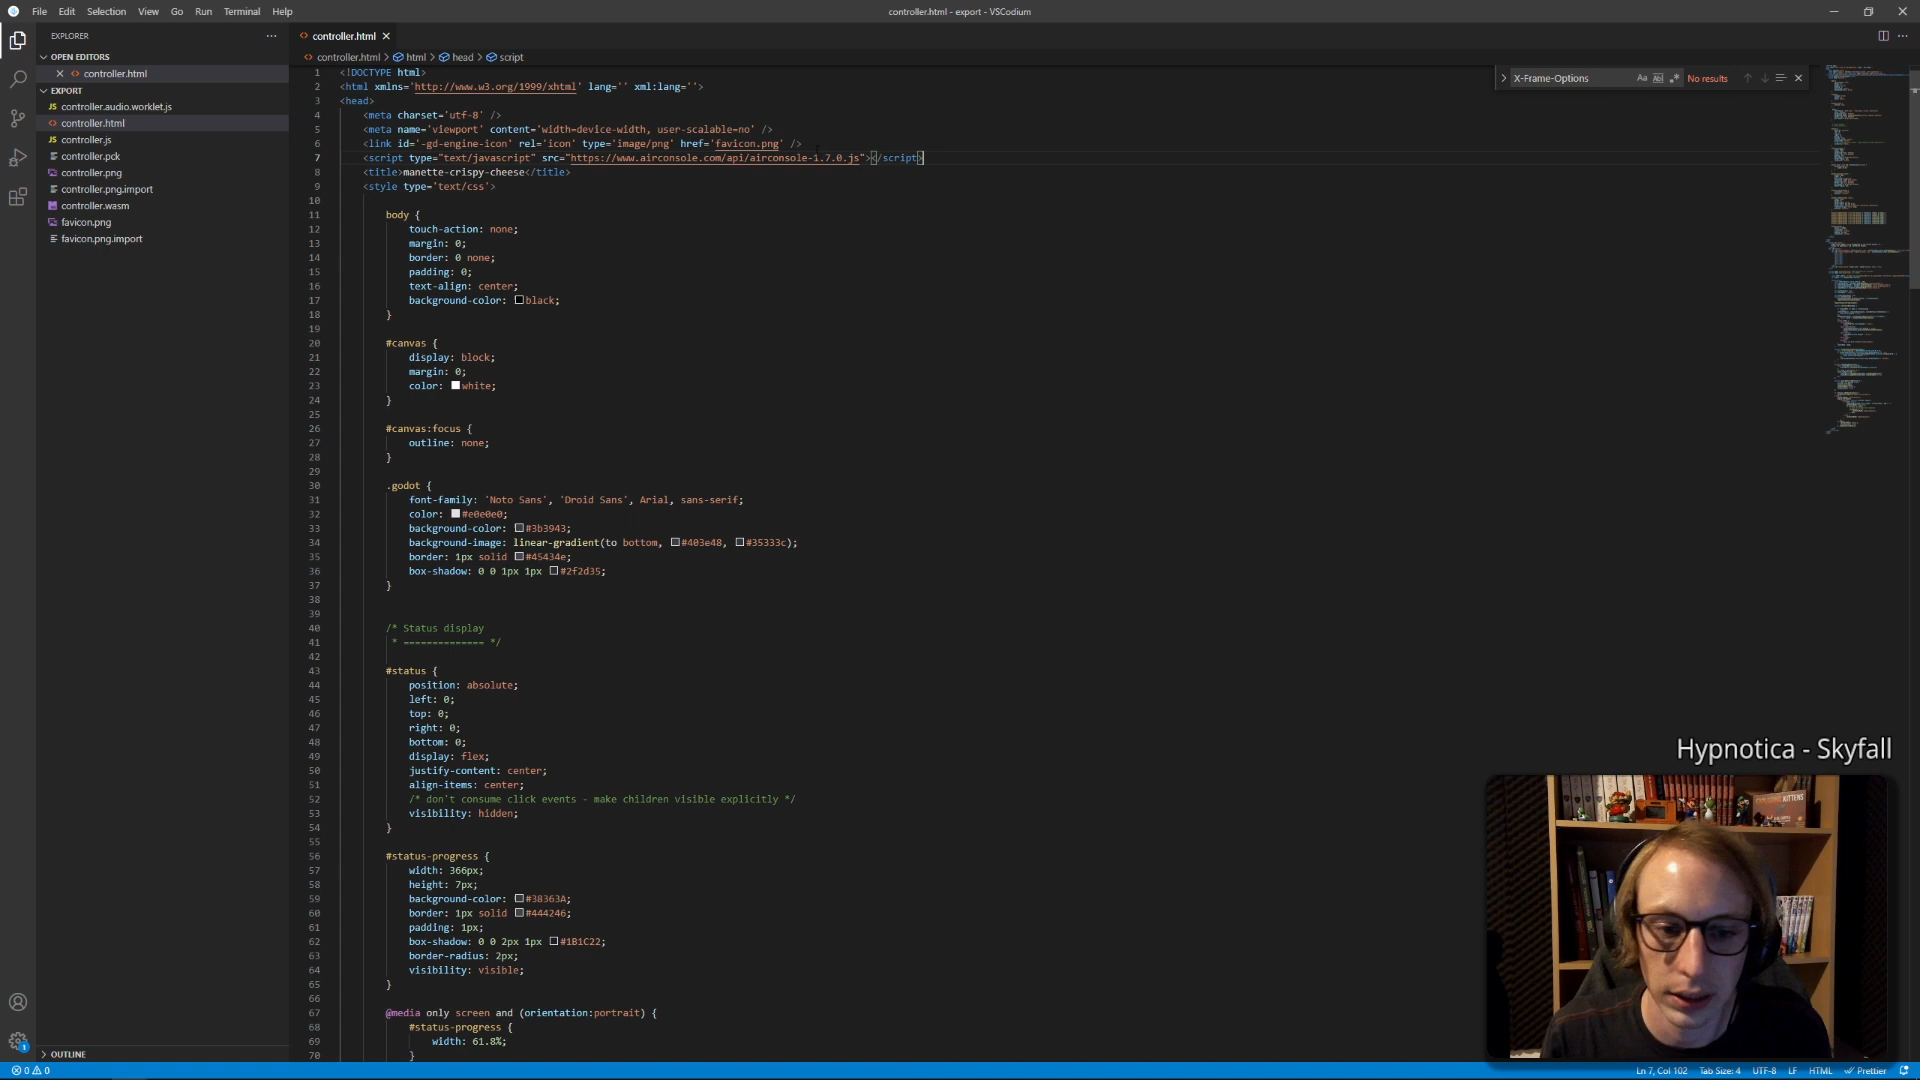 File Edit Selection View Go Run Terminal Help
controller.html - export - VSCodium
EXPLORER
OPEN EDITORS
controller.html
EXPORT
controller.audio.worklet.js
controller.html
controller.js
controller.pck
controller.png
controller.png.import
controller.wasm
favicon.png
favicon.png.import
OUTLINE
controller.html
controller.html > html > head > script
X-Frame-Options
No results
1 <!DOCTYPE html>
2 <html xmlns='http://www.w3.org/1999/xhtml' lang='' xml:lang=''>
3 <head>
4 <meta charset='utf-8' />
5 <meta name='viewport' content='width=device-width, user-scalable=no' />
6 <link id='-gd-engine-icon' rel='icon' type='image/png' href='favicon.png' />
7 <script type="text/javascript" src="https://www.airconsole.com/api/airconsole-1.7.0.js"></script>
8 <title>manette-crispy-cheese</title>
9 <style type='text/css'>
10
11 body {
12 touch-action: none;
13 margin: 0;
14 border: 0 none;
15 padding: 0;
16 text-align: center;
17 background-color: black;
18 }
19
20 #canvas {
21 display: block;
22 margin: 0;
23 color: white;
24 }
25
26 #canvas:focus {
27 outline: none;
28 }
29
30 .godot {
31 font-family: 'Noto Sans', 'Droid Sans', Arial, sans-serif;
32 color: #e0e0e0;
33 background-color: #3b3943;
34 background-image: linear-gradient(to bottom, #403e48, #35333c);
35 border: 1px solid #45434e;
36 box-shadow: 0 0 1px 1px #2f2d35;
37 }
38
39
40 /* Status display
41 * ============== */
42
43 #status {
44 position: absolute;
45 left: 0;
46 top: 0;
47 right: 0;
48 bottom: 0;
49 display: flex;
50 justify-content: center;
51 align-items: center;
52 /* don't consume click events - make children visible explicitly */
53 visibility: hidden;
54 }
55
56 #status-progress {
57 width: 366px;
58 height: 7px;
59 background-color: #38363A;
60 border: 1px solid #444246;
61 padding: 1px;
62 box-shadow: 0 0 2px 1px #1B1C22;
63 border-radius: 2px;
64 visibility: visible;
65 }
66
67 @media only screen and (orientation:portrait) {
68 #status-progress {
69 width: 61.8%;
70 }
Hypnotica - Skyfall
EXPLODING KITTENS
0 0
Ln 7, Col 102 Tab Size: 4 UTF-8 LF HTML Prettier